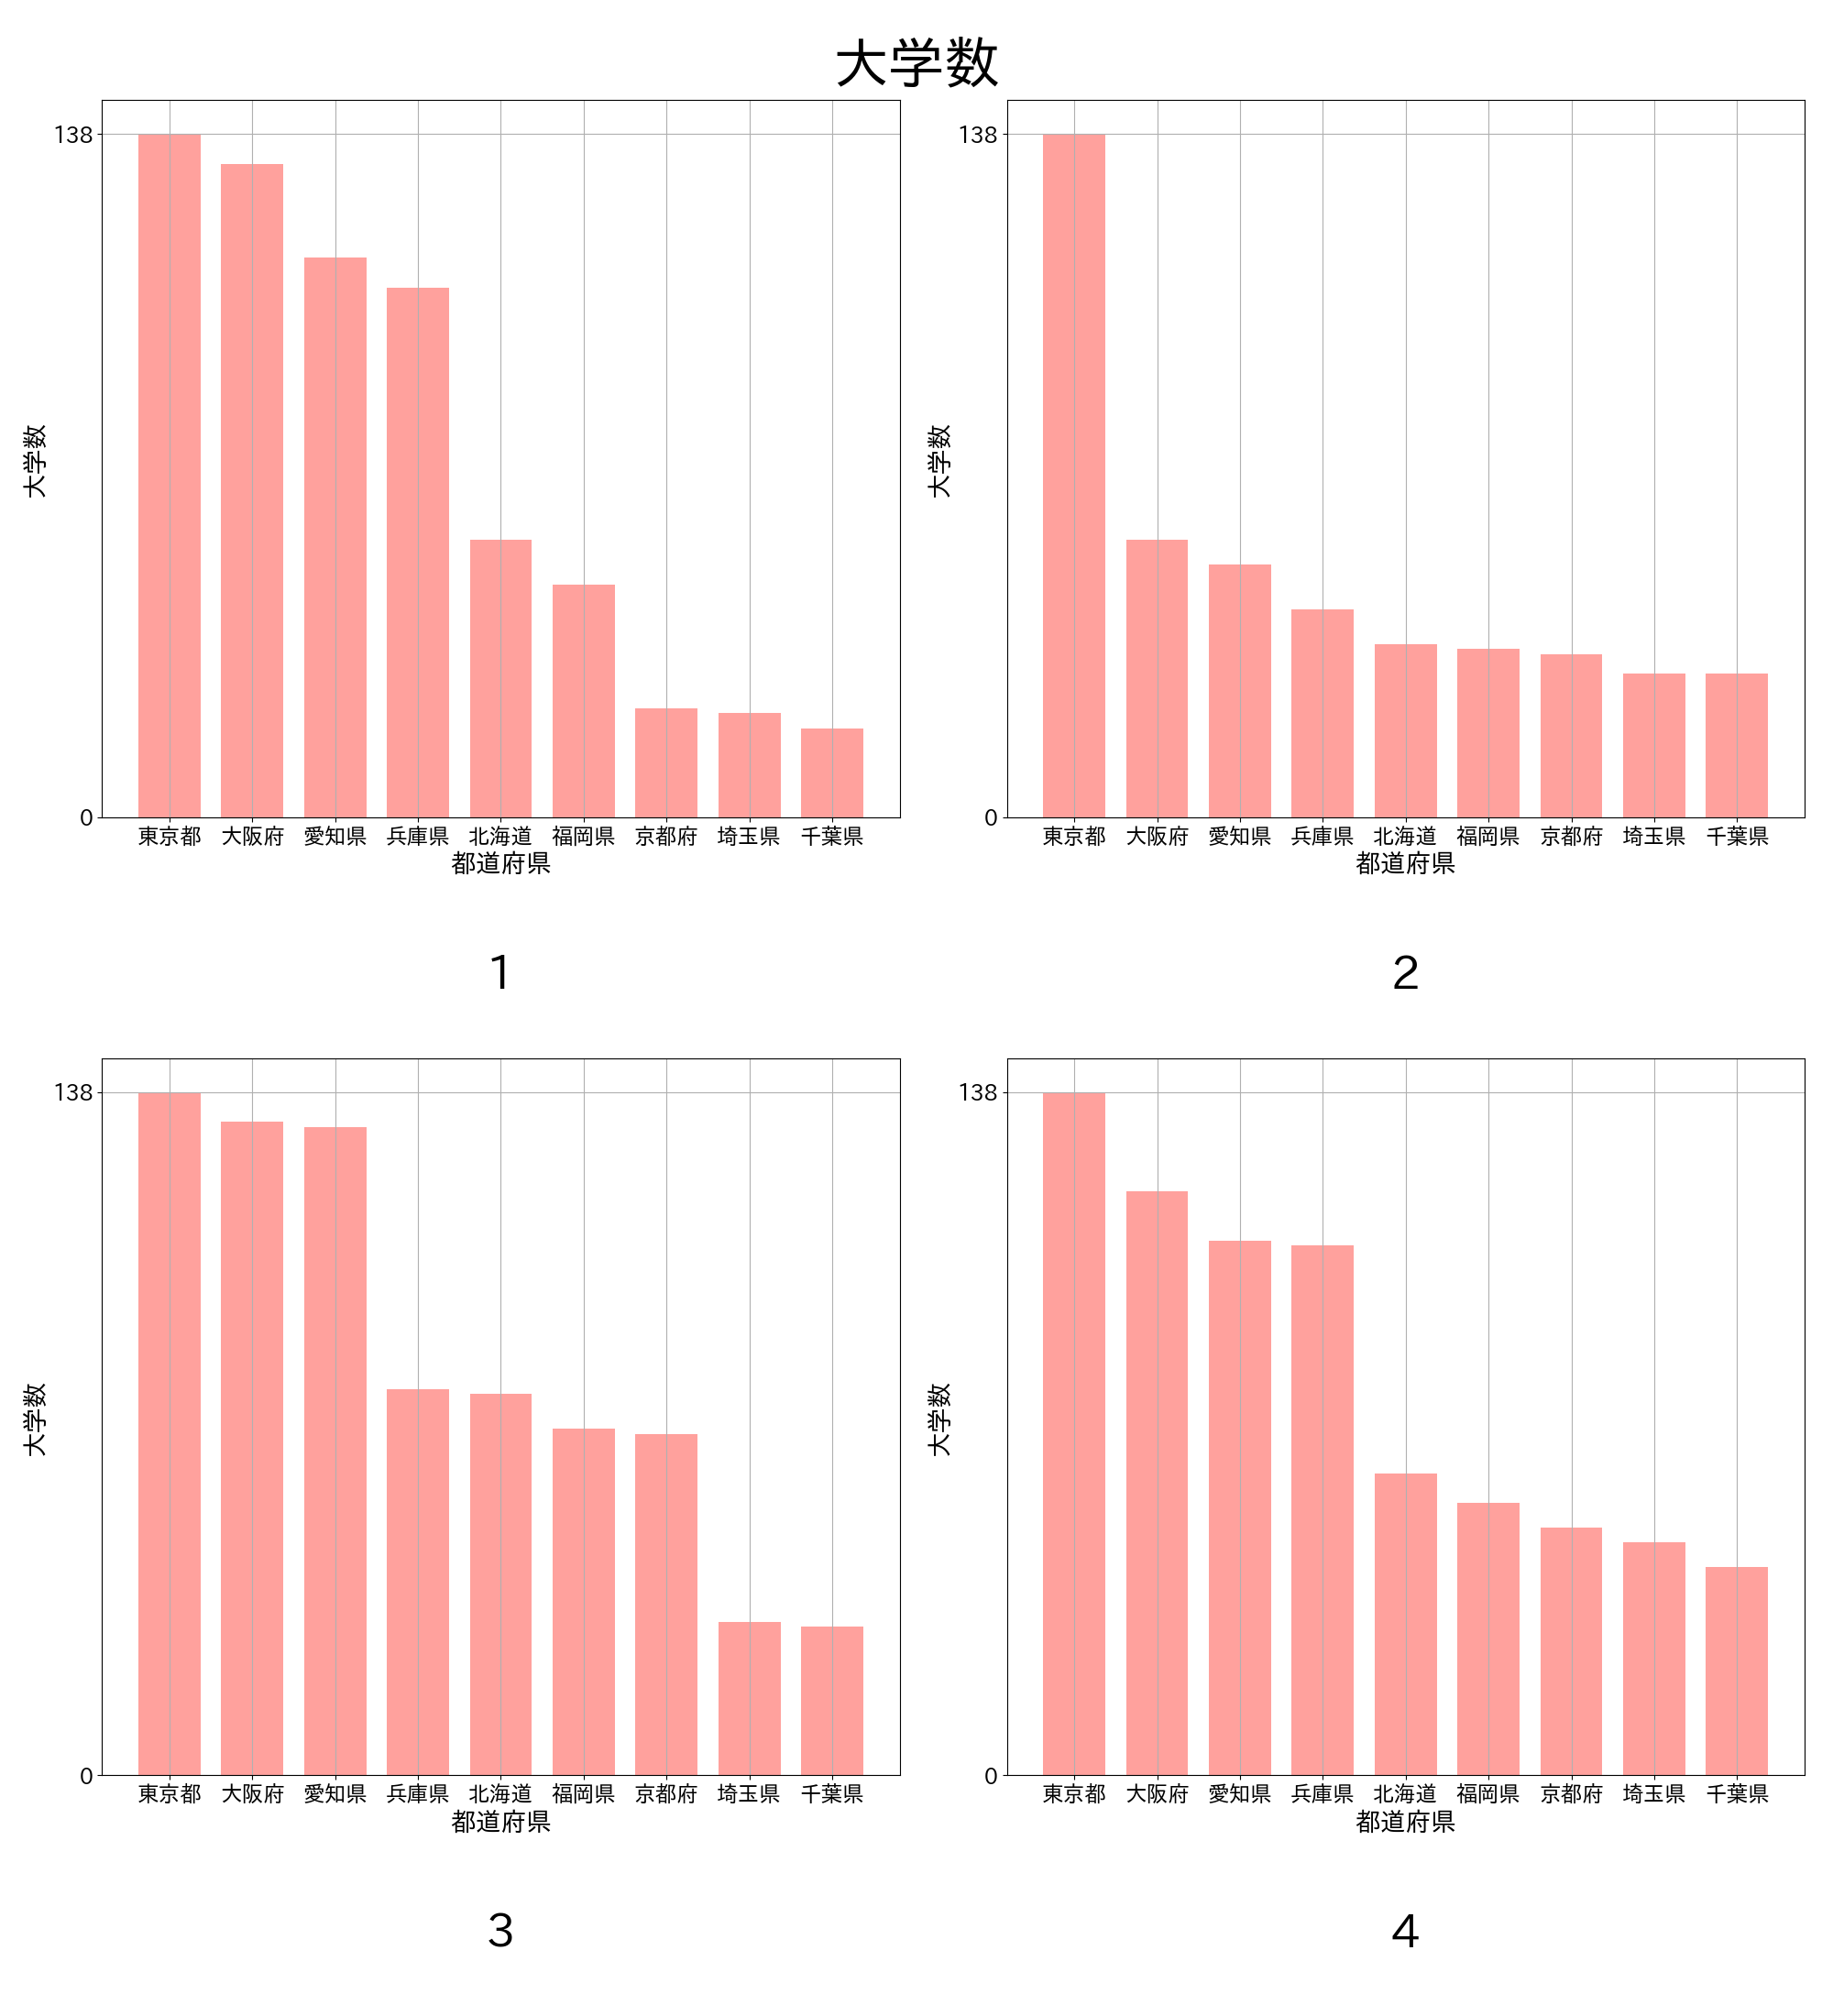 大学数
138
0
大学数
東京都 大阪府 愛知県 兵庫県 北海道 福岡県 京都府 埼玉県 千葉県
都道府県
1
138
0
大学数
東京都 大阪府 愛知県 兵庫県 北海道 福岡県 京都府 埼玉県 千葉県
都道府県
2
138
0
大学数
東京都 大阪府 愛知県 兵庫県 北海道 福岡県 京都府 埼玉県 千葉県
都道府県
3
138
0
大学数
東京都 大阪府 愛知県 兵庫県 北海道 福岡県 京都府 埼玉県 千葉県
都道府県
4